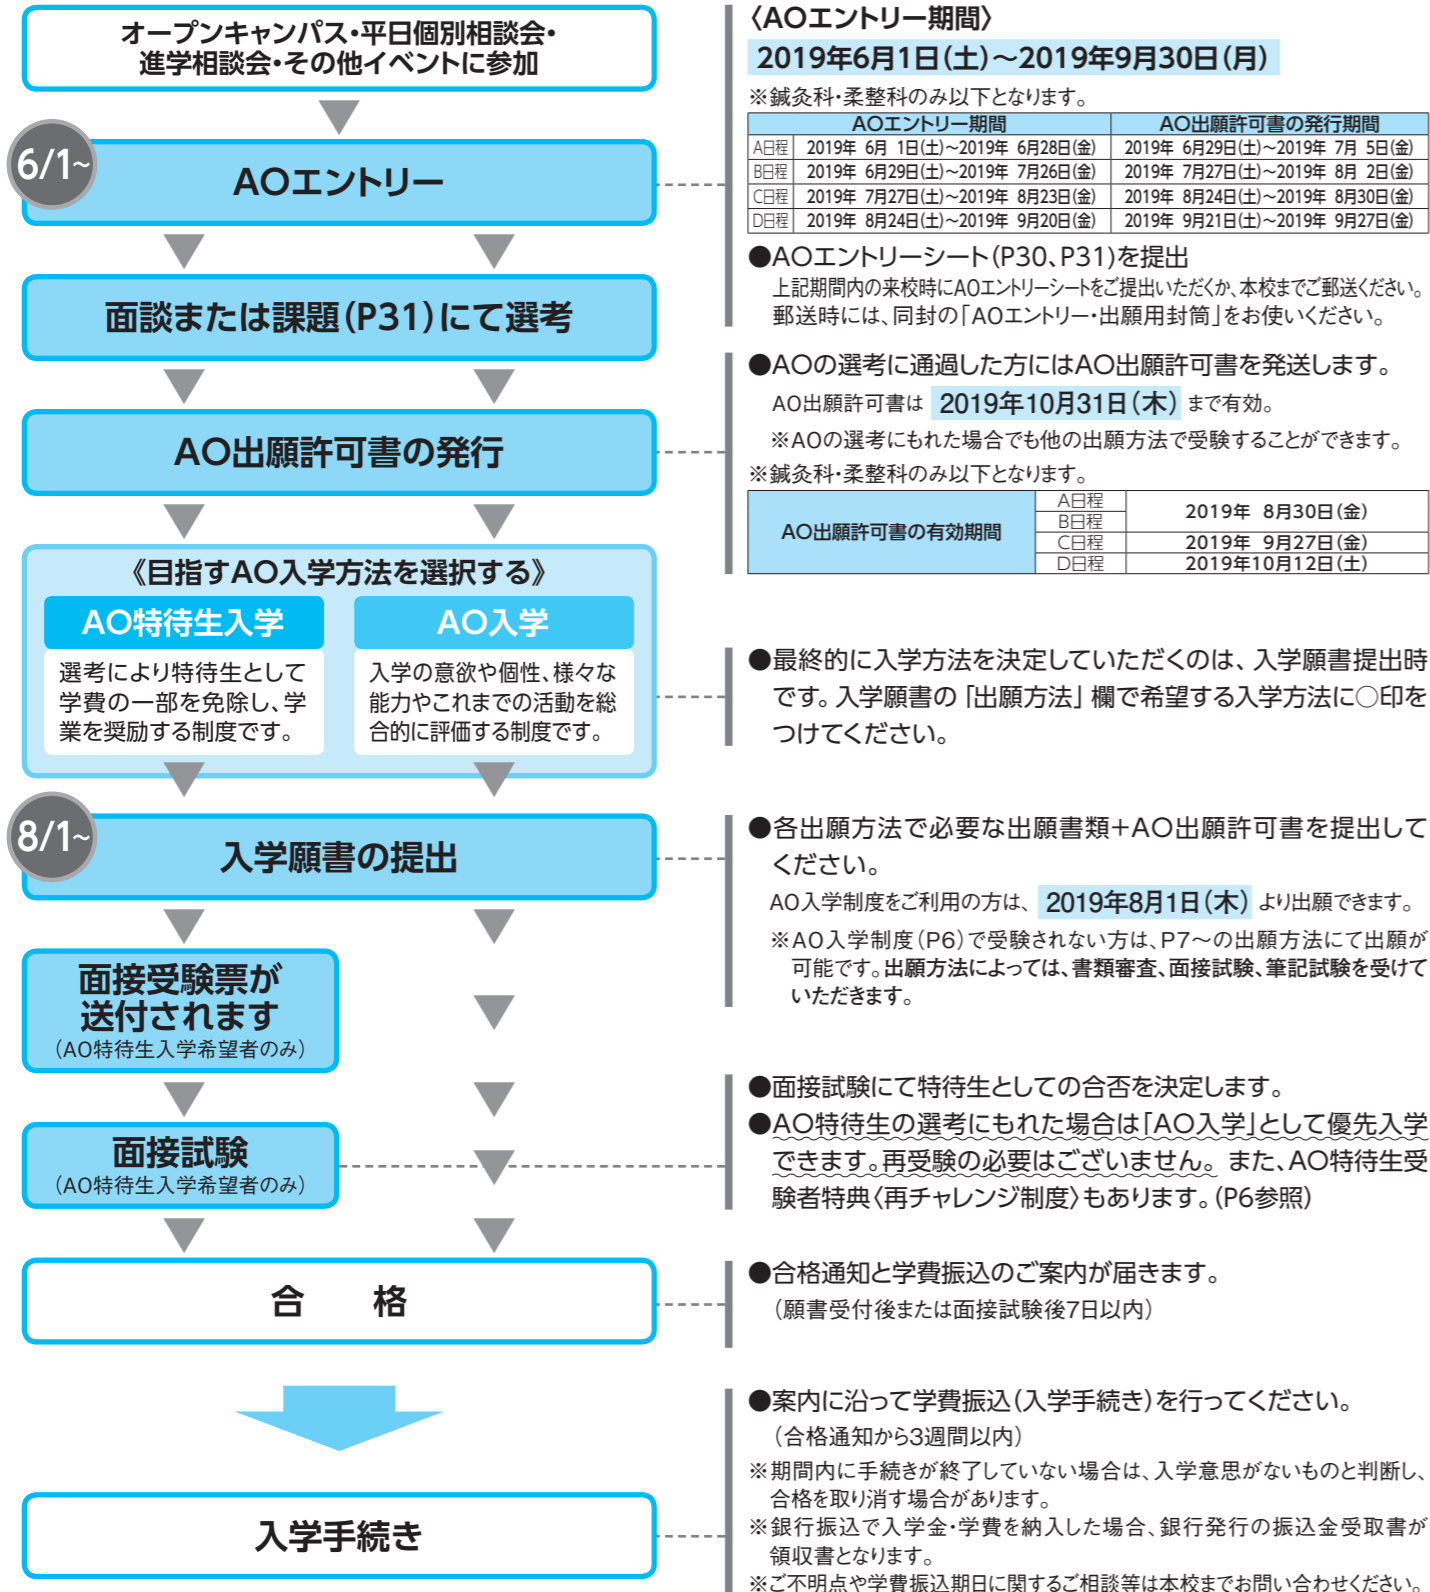 オープンキャンパス・平日個別相談会・
進学相談会・その他イベントに参加
6/1~
AOエントリー
面談または課題(P31)にて選考
AO出願許可書の発行
《目指すAO入学方法を選択する》
AO特待生入学
選考により特待生として
学費の一部を免除し、学
業を奨励する制度です。
AO入学
入学の意欲や個性、様々な
能力やこれまでの活動を総
合的に評価する制度です。
8/1~
入学願書の提出
面接受験票が
送付されます
(AO特待生入学希望者のみ)
面接試験
(AO特待生入学希望者のみ)
合　格
入学手続き
〈AOエントリー期間〉
2019年6月1日(土)～2019年9月30日(月)
※鍼灸科・柔整科のみ以下となります。
AOエントリー期間 AO出願許可書の発行期間
A日程 2019年 6月 1日(土)～2019年 6月28日(金) 2019年 6月29日(土)～2019年 7月 5日(金)
B日程 2019年 6月29日(土)～2019年 7月26日(金) 2019年 7月27日(土)～2019年 8月 2日(金)
C日程 2019年 7月27日(土)～2019年 8月23日(金) 2019年 8月24日(土)～2019年 8月30日(金)
D日程 2019年 8月24日(土)～2019年 9月20日(金) 2019年 9月21日(土)～2019年 9月27日(金)
●AOエントリーシート(P30、P31)を提出
上記期間内の来校時にAOエントリーシートをご提出いただくか、本校までご郵送ください。
郵送時には、同封の「AOエントリー・出願用封筒」をお使いください。
●AOの選考に通過した方にはAO出願許可書を発送します。
AO出願許可書は 2019年10月31日(木) まで有効。
※AOの選考にもれた場合でも他の出願方法で受験することができます。
※鍼灸科・柔整科のみ以下となります。
AO出願許可書の有効期間
A日程
B日程
2019年 8月30日(金)
C日程 2019年 9月27日(金)
D日程 2019年10月12日(土)
●最終的に入学方法を決定していただくのは、入学願書提出時
です。入学願書の「出願方法」欄で希望する入学方法に○印を
つけてください。
●各出願方法で必要な出願書類+AO出願許可書を提出して
ください。
AO入学制度をご利用の方は、2019年8月1日(木) より出願できます。
※AO入学制度(P6)で受験されない方は、P7～の出願方法にて出願が
可能です。出願方法によっては、書類審査、面接試験、筆記試験を受けて
いただきます。
●面接試験にて特待生としての合否を決定します。
●AO特待生の選考にもれた場合は「AO入学」として優先入学
できます。再受験の必要はございません。また、AO特待生受
験者特典〈再チャレンジ制度〉もあります。(P6参照)
●合格通知と学費振込のご案内が届きます。
(願書受付後または面接試験後7日以内)
●案内に沿って学費振込(入学手続き)を行ってください。
(合格通知から3週間以内)
※期間内に手続きが終了していない場合は、入学意思がないものと判断し、
合格を取り消す場合があります。
※銀行振込で入学金・学費を納入した場合、銀行発行の振込金受取書が
領収書となります。
※ご不明点や学費振込期日に関するご相談等は本校までお問い合わせください。